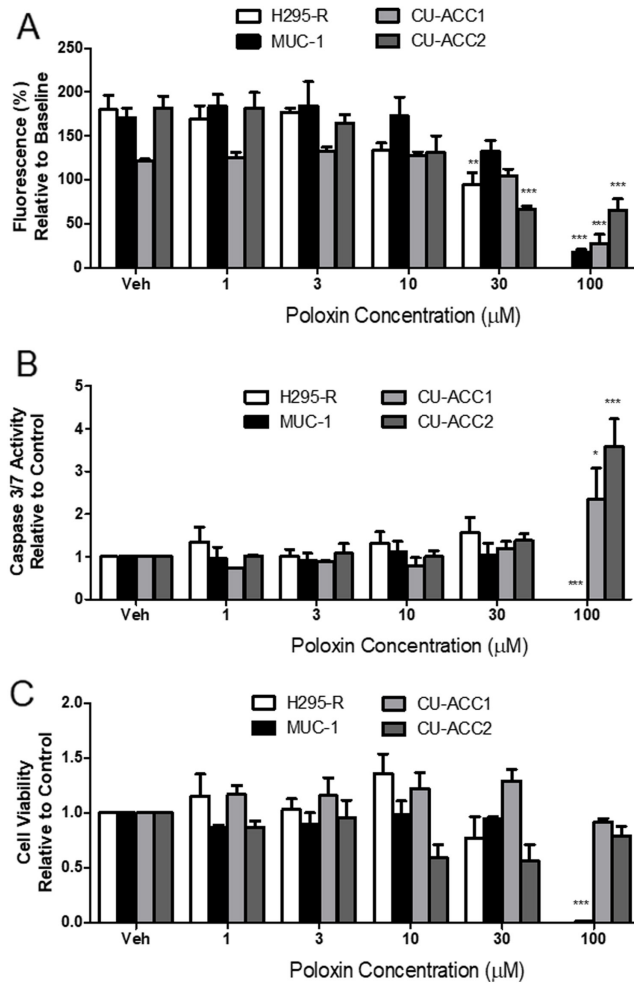 A
H295-R
CU-ACC1
MUC-1
CU-ACC2
Fluorescence (%)
Relative to Baseline
250
200
150
100
50
0
**
***
***
***
***
Veh
1
3
10
30
100
Poloxin Concentration (μM)
B
H295-R
CU-ACC1
MUC-1
CU-ACC2
Caspase 3/7 Activity
Relative to Control
5
4
3
2
1
0
***
*
***
Veh
1
3
10
30
100
Poloxin Concentration (μM)
C
H295-R
CU-ACC1
MUC-1
CU-ACC2
Cell Viability
Relative to Control
2.0
1.5
1.0
0.5
0.0
***
Veh
1
3
10
30
100
Poloxin Concentration (μM)